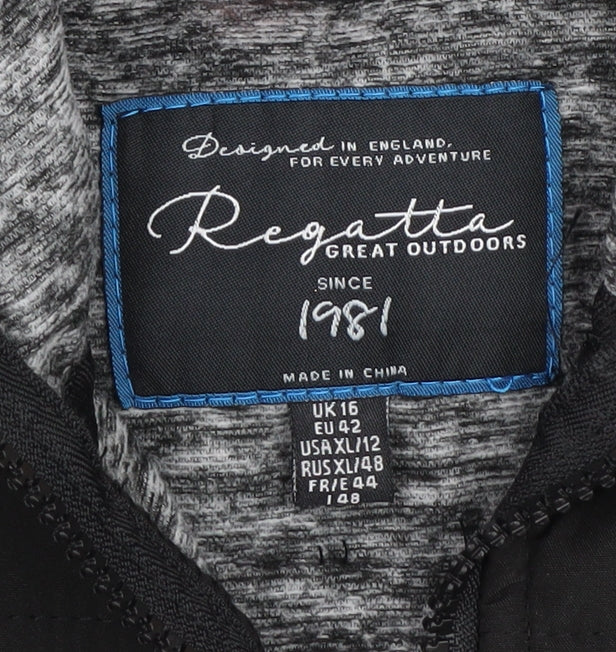 Designed IN ENGLAND,
FOR EVERY ADVENTURE
Regatta
GREAT OUTDOORS
SINCE
1981
MADE IN CHINA
UK 16
EU 42
USA XL/12
RUS XL/48
FR/E 44
I 48